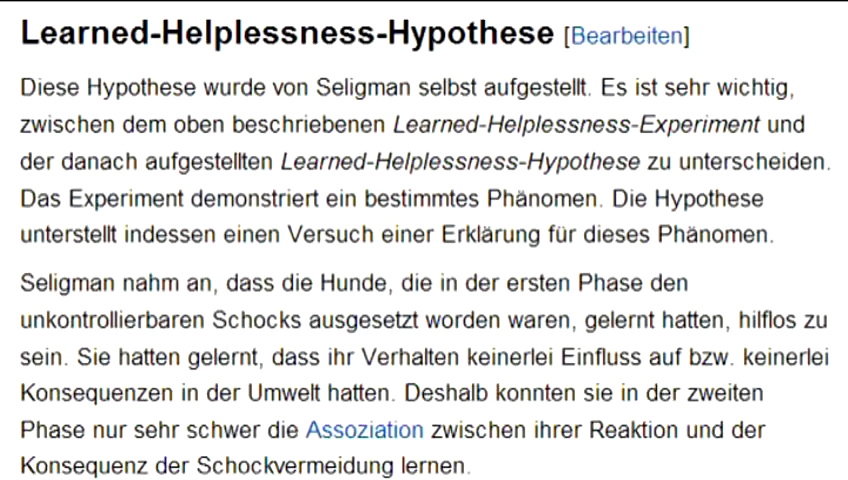 Learned-Helplessness-Hypothese [Bearbeiten]
Diese Hypothese wurde von Seligman selbst aufgestellt. Es ist sehr wichtig,
zwischen dem oben beschriebenen Learned-Helplessness-Experiment und
der danach aufgestellten Learned-Helplessness-Hypothese zu unterscheiden.
Das Experiment demonstriert ein bestimmtes Phänomen. Die Hypothese
unterstellt indessen einen Versuch einer Erklärung für dieses Phänomen.
Seligman nahm an, dass die Hunde, die in der ersten Phase den
unkontrollierbaren Schocks ausgesetzt worden waren, gelernt hatten, hilflos zu
sein. Sie hatten gelernt, dass ihr Verhalten keinerlei Einfluss auf bzw. keinerlei
Konsequenzen in der Umwelt hatten. Deshalb konnten sie in der zweiten
Phase nur sehr schwer die Assoziation zwischen ihrer Reaktion und der
Konsequenz der Schockvermeidung lernen.